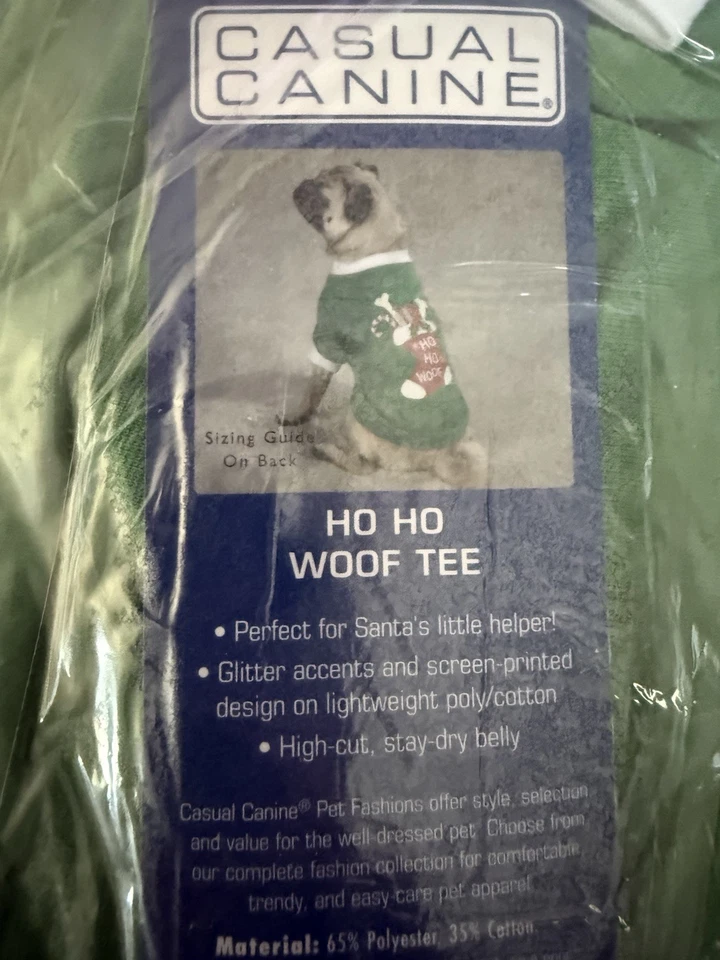 CASUAL
CANINE®
HO
HO
WOOF
Sizing Guide
On Back
HO HO
WOOF TEE
• Perfect for Santa's little helper!
• Glitter accents and screen-printed
design on lightweight poly/cotton
• High-cut, stay-dry belly
Casual Canine® Pet Fashions offer style, selection
and value for the well-dressed pet. Choose from
our complete fashion collection for comfortable,
trendy, and easy care pet apparel.
Material: 65% Polyester, 35% Cotton